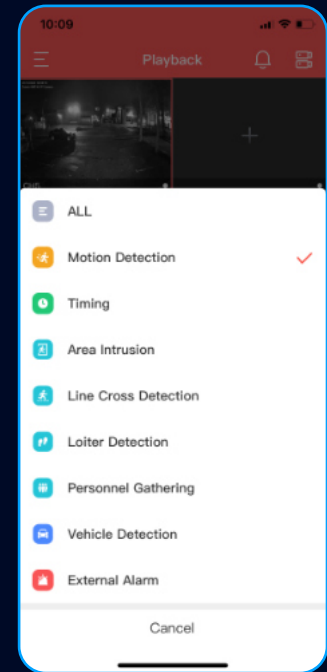 10:09
Playback
ALL
Motion Detection
Timing
Area Intrusion
Line Cross Detection
Loiter Detection
Personnel Gathering
Vehicle Detection
External Alarm
Cancel